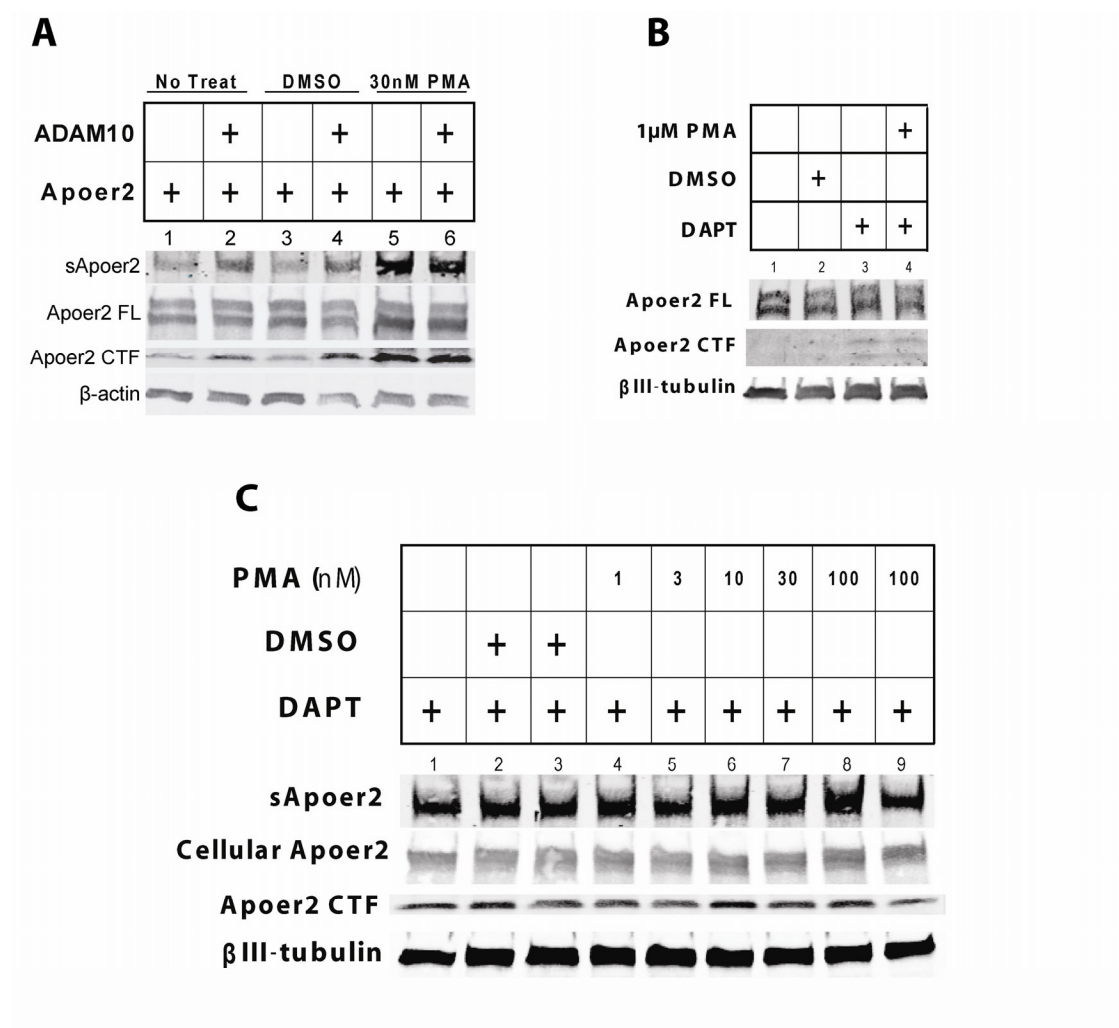 A
No Treat DMSO 30nM PMA
ADAM10 + + +
Apoer2 + + + + + +
1 2 3 4 5 6
sApoer2
Apoer2 FL
Apoer2 CTF
β-actin
B
1µM PMA +
DMSO +
DAPT + +
1 2 3 4
Apoer2 FL
Apoer2 CTF
βIII-tubulin
C
PMA (nM) 1 3 10 30 100 100
DMSO + +
DAPT + + + + + + + + +
1 2 3 4 5 6 7 8 9
sApoer2
Cellular Apoer2
Apoer2 CTF
βIII-tubulin